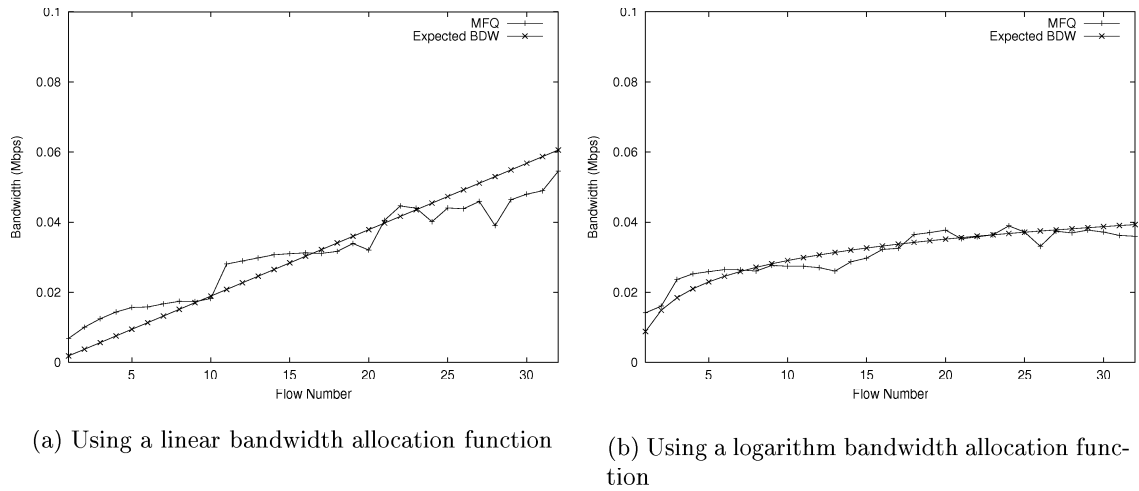 0.1
0.08
0.06
0.04
0.02
0
Bandwidth (Mbps)
MFQ
Expected BDW
5 10 15 20 25 30
Flow Number
(a) Using a linear bandwidth allocation function
0.1
0.08
0.06
0.04
0.02
0
Bandwidth (Mbps)
MFQ
Expected BDW
5 10 15 20 25 30
Flow Number
(b) Using a logarithm bandwidth allocation func-
tion